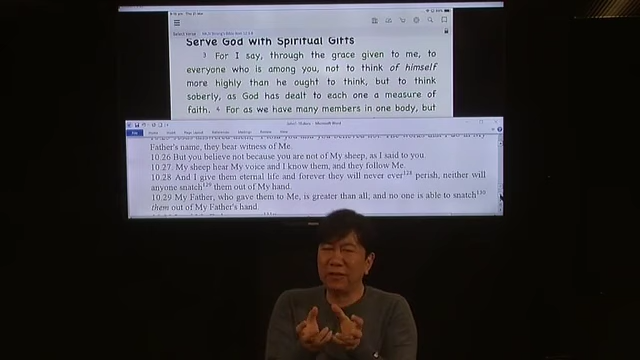 Serve God with Spiritual Gifts
3 For I say, through the grace given to me, to
everyone who is among you, not to think of himself
more highly than he ought to think, but to think
soberly, as God has dealt to each one a measure of
faith. 4 For as we have many members in one body, but
Father's name, they bear witness of Me.
10.26 But you believe not because you are not of My sheep, as I said to you.
10.27 My sheep hear My voice and I know them, and they follow Me.
10.28 And I give them eternal life and forever they will never ever128 perish, neither will
anyone snatch129 them out of My hand.
10.29 My Father, who gave them to Me, is greater than all; and no one is able to snatch130
them out of My Father's hand.